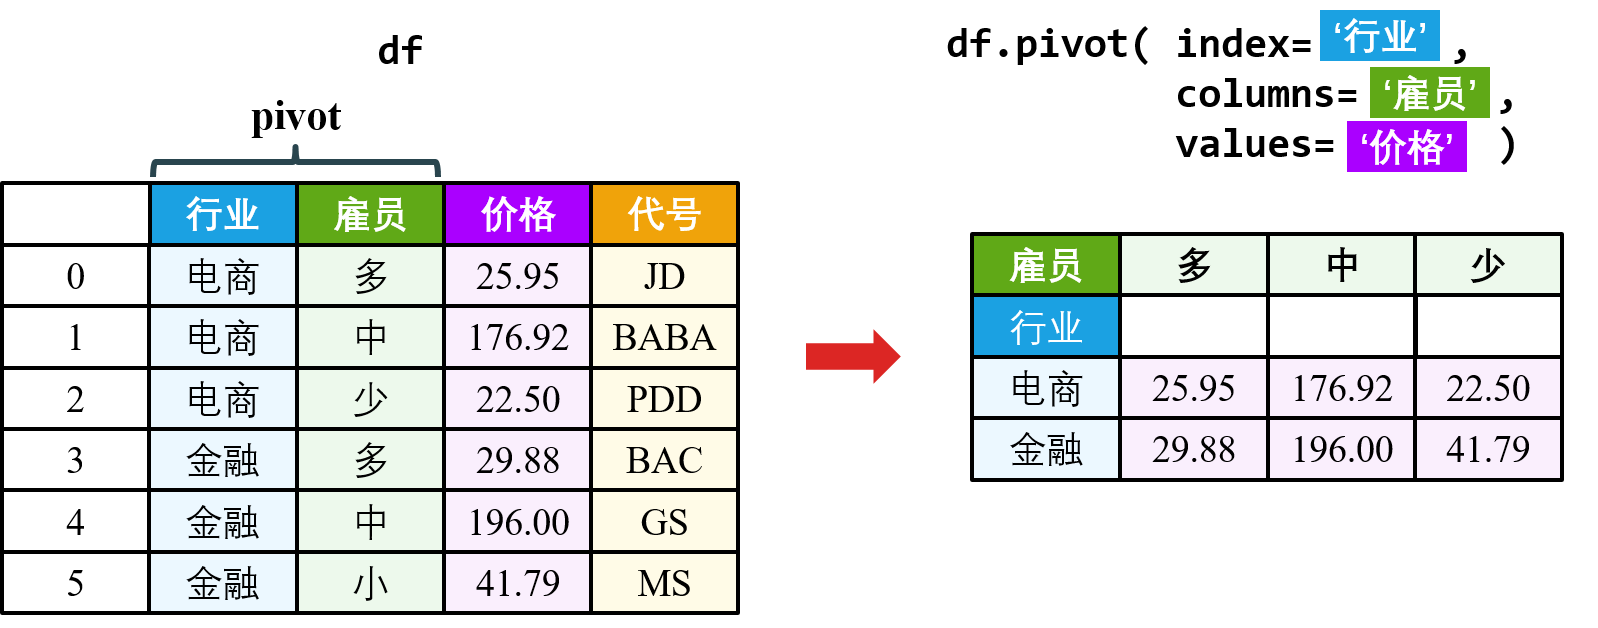 df
pivot
行业 雇员 价格 代号
0 电商 多 25.95 JD
1 电商 中 176.92 BABA
2 电商 少 22.50 PDD
3 金融 多 29.88 BAC
4 金融 中 196.00 GS
5 金融 小 41.79 MS
df.pivot( index= ‘行业’ ,
columns= ‘雇员’ ,
values= ‘价格’ )
雇员 多 中 少
行业
电商 25.95 176.92 22.50
金融 29.88 196.00 41.79